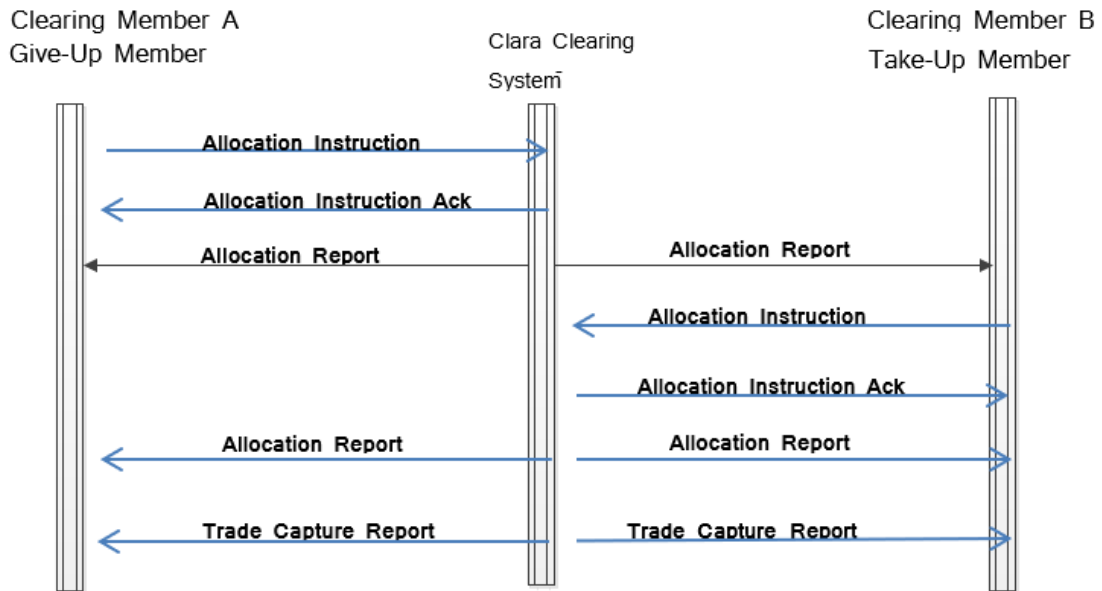 Clearing Member A
Give-Up Member
Clara Clearing
System
Clearing Member B
Take-Up Member
Allocation Instruction
Allocation Instruction Ack
Allocation Report
Allocation Report
Allocation Instruction
Allocation Instruction Ack
Allocation Report
Allocation Report
Trade Capture Report
Trade Capture Report